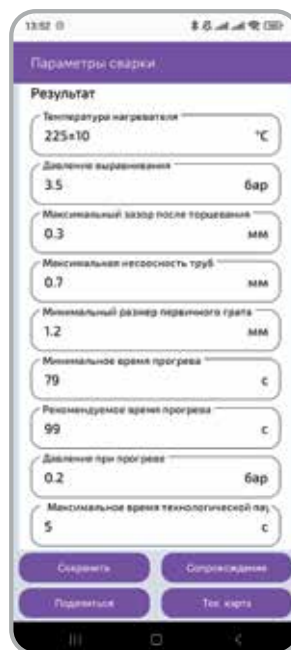 13:52
Параметры сварки
Результат
Температура нагревателя
225±10 °C
Давление выравнивания
3.5 бар
Максимальный зазор после торцевания
0.3 мм
Максимальная несоосность труб
0.7 мм
Минимальный размер первичного грата
1.2 мм
Минимальное время прогрева
79 с
Рекомендуемое время прогрева
99 с
Давление при прогреве
0.2 бар
Максимальное время технологической пау
5 с
Сохранить Сопровождение
Поделиться Тех. карта